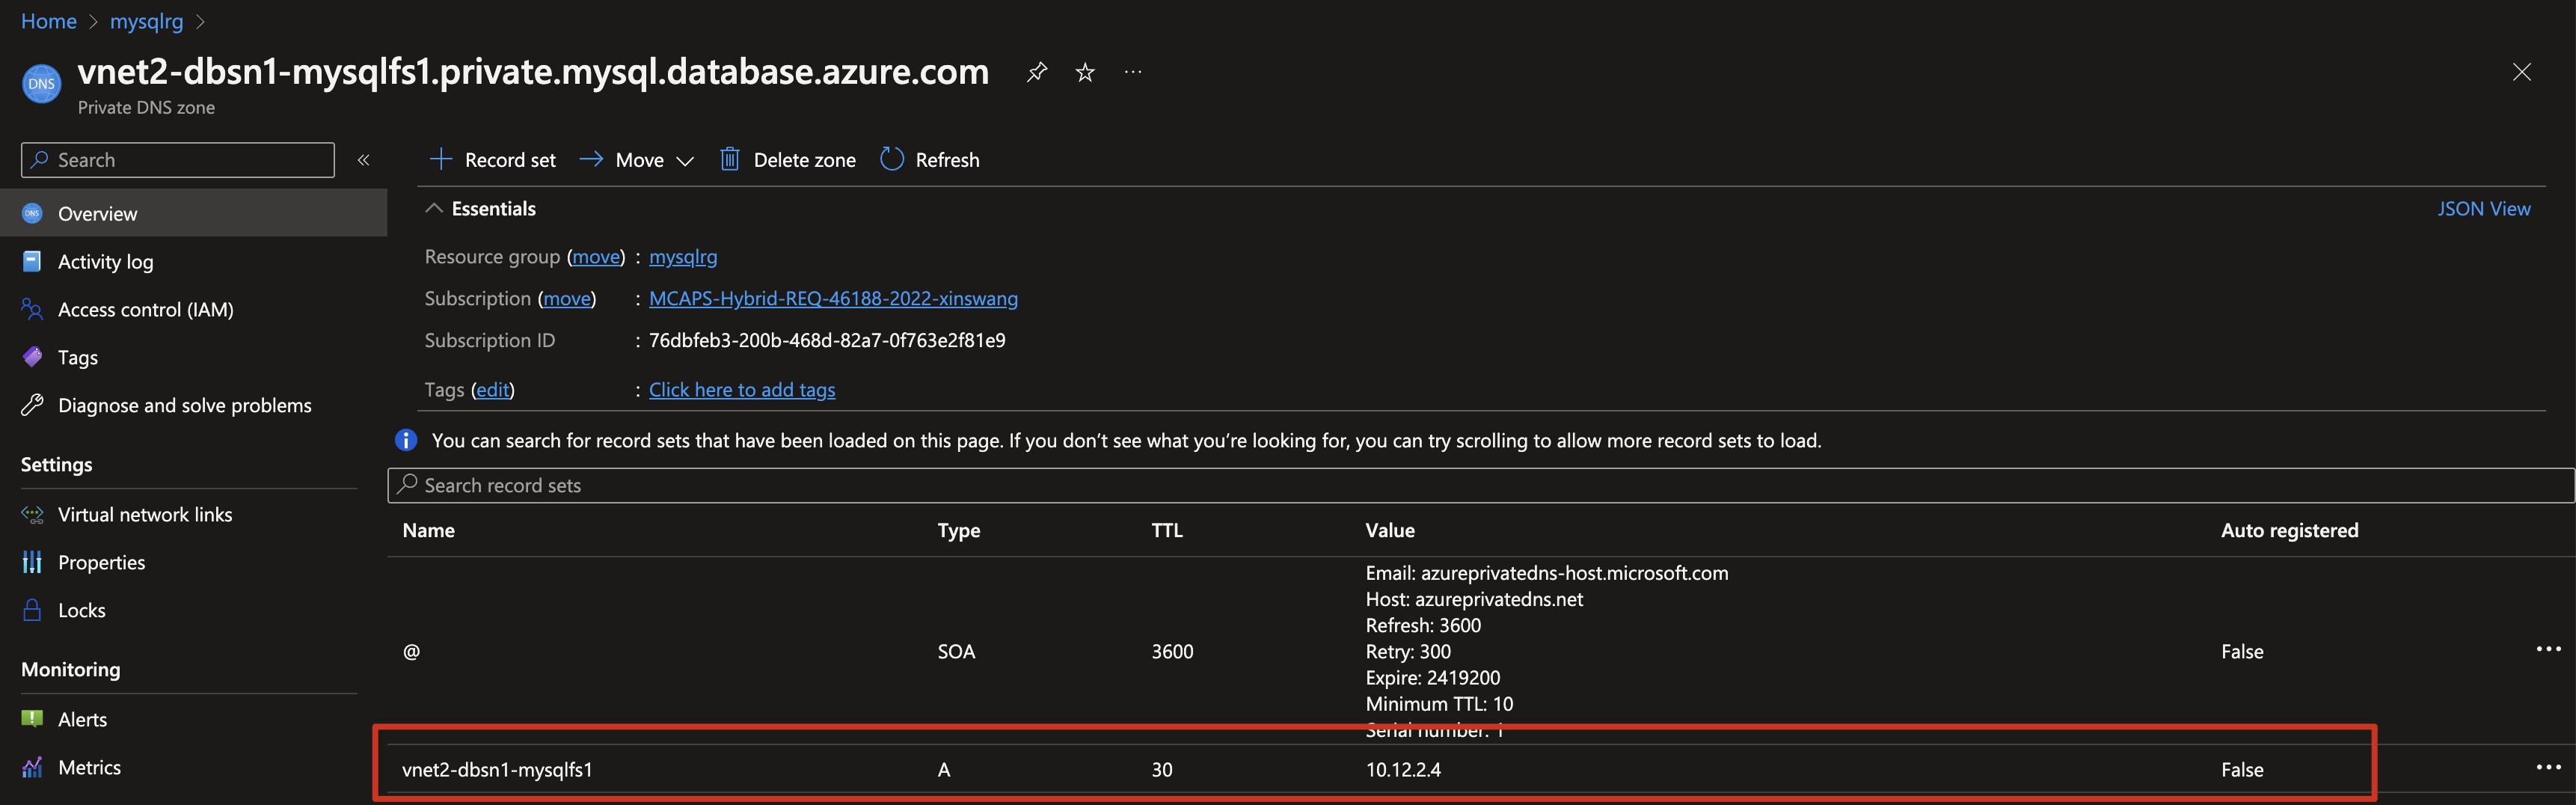 Home > mysqlrg >
DNS
vnet2-dbsn1-mysqlfs1.private.mysql.database.azure.com
Private DNS zone
Search
Record set Move Delete zone Refresh
Overview
Activity log
Access control (IAM)
Tags
Diagnose and solve problems
Settings
Virtual network links
Properties
Locks
Monitoring
Alerts
Metrics
Essentials
JSON View
Resource group (move) : mysqlrg
Subscription (move) : MCAPS-Hybrid-REQ-46188-2022-xinswang
Subscription ID : 76dbfeb3-200b-468d-82a7-0f763e2f81e9
Tags (edit) : Click here to add tags
You can search for record sets that have been loaded on this page. If you don’t see what you’re looking for, you can try scrolling to allow more record sets to load.
Search record sets
Name Type TTL Value Auto registered
Email: azureprivatedns-host.microsoft.com
Host: azureprivatedns.net
Refresh: 3600
@ SOA 3600 Retry: 300 False
Expire: 2419200
Minimum TTL: 10
Serial number: 1
vnet2-dbsn1-mysqlfs1 A 30 10.12.2.4 False